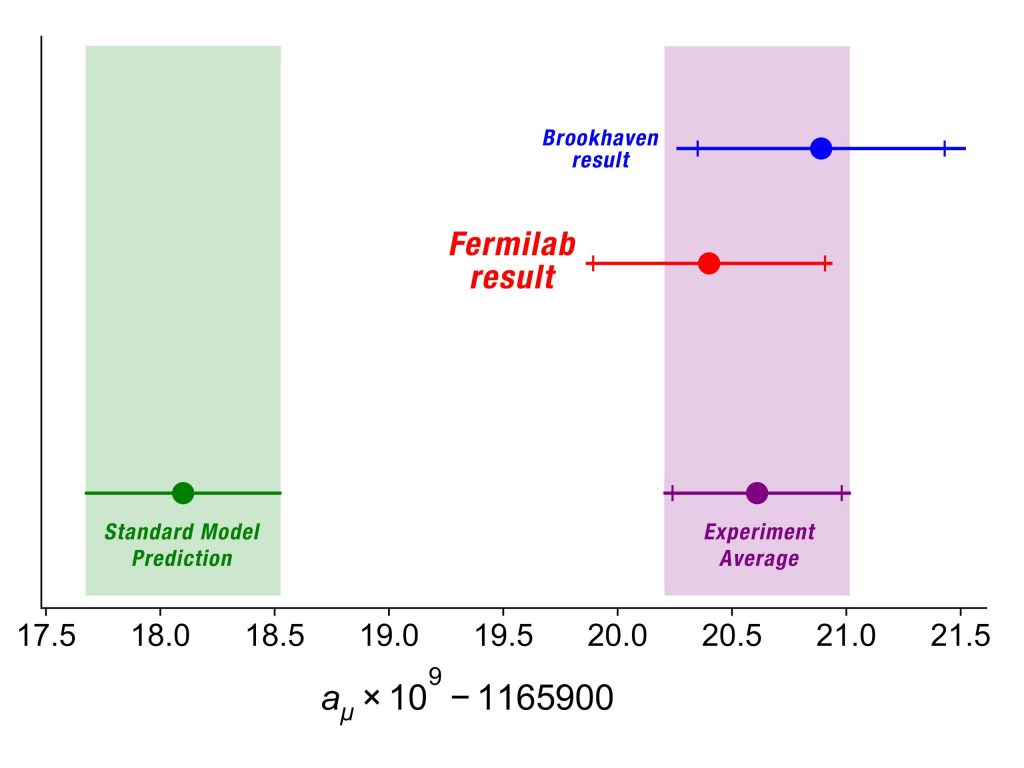 Brookhaven
result
Fermilab
result
Standard Model
Prediction
Experiment
Average
17.5 18.0 18.5 19.0 19.5 20.0 20.5 21.0 21.5
aμ × 10⁹ − 1165900